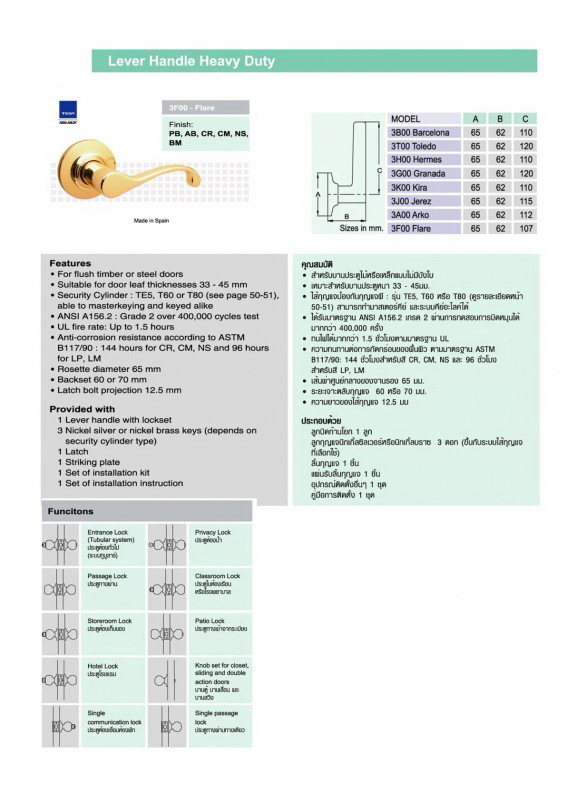 Lever Handle Heavy Duty
TESA
ASSA ABLOY
3F00 - Flare
Finish:
PB, AB, CR, CM, NS,
BM
Made in Spain
A
B
C
Sizes in mm.
MODEL A B C
3B00 Barcelona 65 62 110
3T00 Toledo 65 62 120
3H00 Hermes 65 62 110
3G00 Granada 65 62 120
3K00 Kira 65 62 110
3J00 Jerez 65 62 115
3A00 Arko 65 62 112
3F00 Flare 65 62 107
Features
• For flush timber or steel doors
• Suitable for door leaf thicknesses 33 - 45 mm
• Security Cylinder : TE5, T60 or T80 (see page 50-51),
able to masterkeying and keyed alike
• ANSI A156.2 : Grade 2 over 400,000 cycles test
• UL fire rate: Up to 1.5 hours
• Anti-corrosion resistance according to ASTM
B117/90 : 144 hours for CR, CM, NS and 96 hours
for LP, LM
• Rosette diameter 65 mm
• Backset 60 or 70 mm
• Latch bolt projection 12.5 mm
Provided with
1 Lever handle with lockset
3 Nickel silver or nickel brass keys (depends on
security cylinder type)
1 Latch
1 Striking plate
1 Set of installation kit
1 Set of installation instruction
คุณสมบัติ
• สำหรับบานประตูไม้หรือเหล็กแบบไม่มีบังใบ
• เหมาะสำหรับบานประตูหนา 33 - 45มม.
• ไส้กุญแจป้องกันกุญแจผี : รุ่น TE5, T60 หรือ T80 (ดูรายละเอียดหน้า
50-51) สามารถทำมาสเตอร์คีย์ และระบบคีย์อะไลค์ได้
• ได้รับมาตรฐาน ANSI A156.2 เกรด 2 ผ่านการทดสอบการบิดหมุนได้
มากกว่า 400,000 ครั้ง
• ทนไฟได้มากกว่า 1.5 ชั่วโมงตามมาตรฐาน UL
• ความทนทานต่อการกัดกร่อนของพื้นผิว ตามมาตรฐาน ASTM
B117/90: 144 ชั่วโมงสำหรับสี CR, CM, NS และ 96 ชั่วโมง
สำหรับสี LP, LM
• เส้นผ่าศูนย์กลางของจานรอง 65 มม.
• ระยะเจาะตลับกุญแจ 60 หรือ 70 มม.
• ความยาวของไส้กุญแจ 12.5 มม
ประกอบด้วย
ลูกบิดก้านโยก 1 ลูก
ลูกกุญแจนิกเกิ้ลซิลเวอร์หรือนิกเกิ้ลบราซ 3 ดอก (ขึ้นกับระบบไส้กุญแจ
ที่เลือกใช้)
ลิ้นกุญแจ 1 ชิ้น
แผ่นรับลิ้นกุญแจ 1 ชิ้น
อุปกรณ์ติดตั้งอื่นๆ 1 ชุด
คู่มือการติดตั้ง 1 ชุด
Funcitons
Entrance Lock
(Tubular system)
ประตูห้องทั่วไป
(ระบบทูบูลาร์)
Privacy Lock
ประตูห้องน้ำ
Passage Lock
ประตูทางผ่าน
Classroom Lock
ประตูในห้องเรียน
หรือโรงพยาบาล
Storeroom Lock
ประตูห้องเก็บของ
Patio Lock
ประตูทางเข้าจากระเบียง
Hotel Lock
ประตูโรงแรม
Knob set for closet,
sliding and double
action doors
บานตู้ บานเลื่อน และ
บานสวิง
Single
communication lock
ประตูห้องเชื่อมห้องพัก
Single passage
lock
ประตูทางผ่านทางเดียว